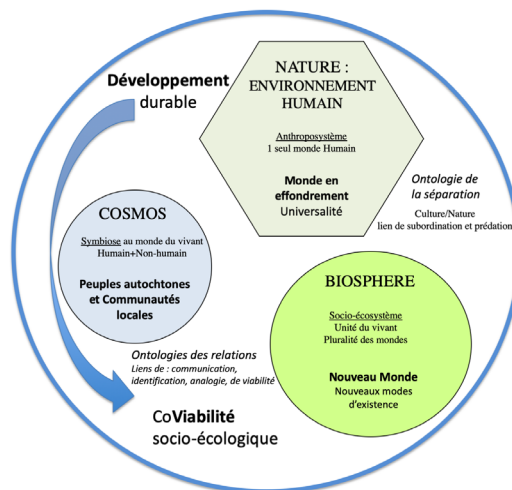 Développement
durable
NATURE :
ENVIRONNEMENT
HUMAIN
Anthroposystème
1 seul monde Humain
Monde en
effondrement
Universalité
Ontologie de
la séparation
Culture/Nature
lien de subordination et prédation
COSMOS
Symbiose au monde du vivant
Humain+Non-humain
Peuples autochtones
et Communautés
locales
BIOSPHERE
Socio-écosystème
Unité du vivant
Pluralité des mondes
Nouveau Monde
Nouveaux modes
d'existence
Ontologies des relations
Liens de : communication,
identification, analogie, de viabilité
CoViabilité
socio-écologique